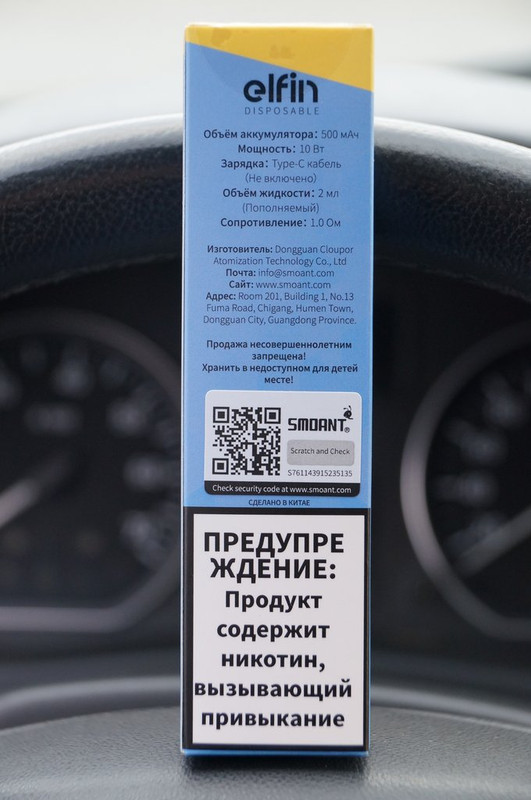 elfin
DISPOSABLE
Объём аккумулятора: 500 мАч
Мощность: 10 Вт
Зарядка: Type-C кабель
(Не включено)
Объём жидкости: 2 мл
(Пополняемый)
Сопротивление: 1.0 Ом
Изготовитель: Dongguan Cloupor
Atomization Technology Co., Ltd
Почта: info@smoant.com
Сайт: www.smoant.com
Адрес: Room 201, Building 1, No.13
Fuma Road, Chigang, Humen Town,
Dongguan City, Guangdong Province.
Продажа несовершеннолетним
запрещена!
Хранить в недоступном для детей
месте!
SMOANT®
Scratch and Check
S761143915235135
Check security code at www.smoant.com
СДЕЛАНО В КИТАЕ
ПРЕДУПРЕ
ЖДЕНИЕ:
Продукт
содержит
никотин,
вызывающий
привыкание